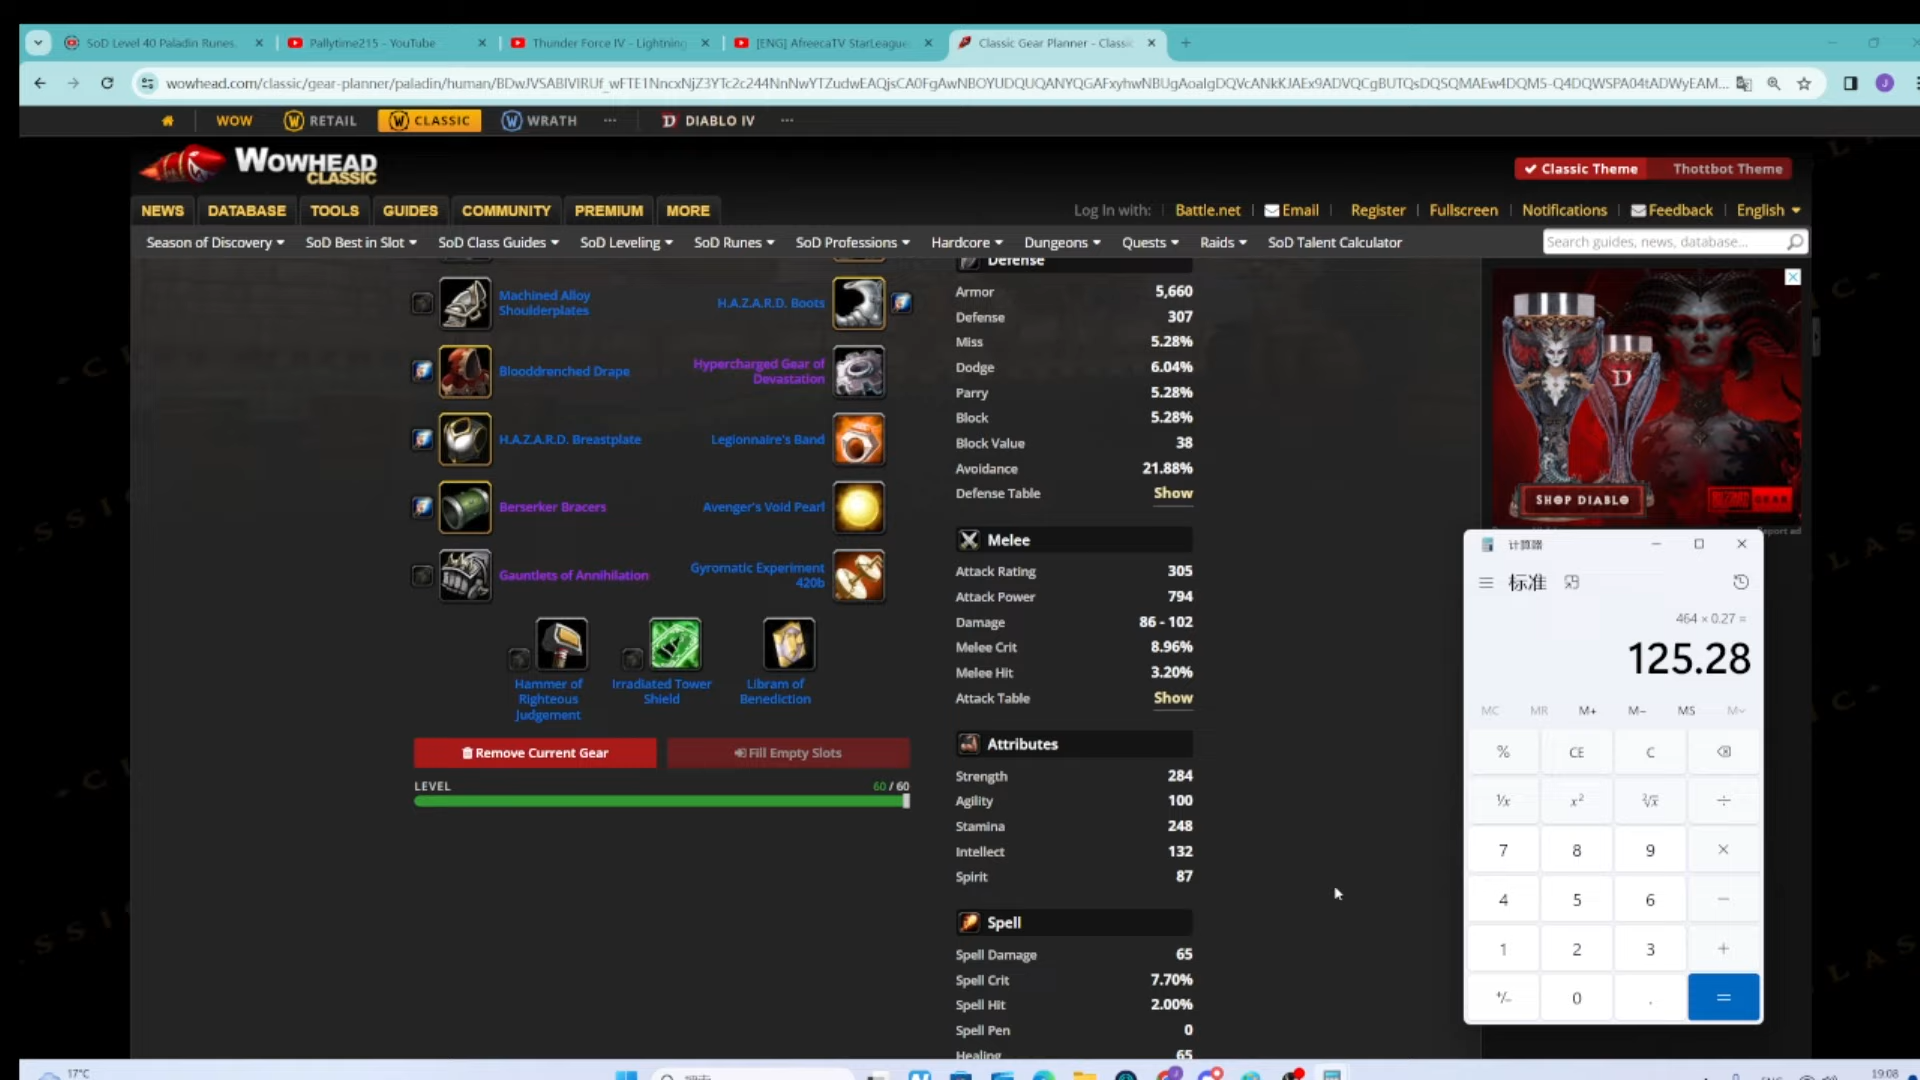 SoD Level 40 Paladin Runes
Pallytime215 - YouTube
Thunder Force IV - Lightning
[ENG] AfreecaTV StarLeague
Classic Gear Planner - Classic
WOW
RETAIL
CLASSIC
WRATH
DIABLO IV
WOWHEAD
CLASSIC
Classic Theme
Thottbot Theme
NEWS
DATABASE
TOOLS
GUIDES
COMMUNITY
PREMIUM
MORE
Log In with:
Battle.net
Email
Register
Fullscreen
Notifications
Feedback
English
Season of Discovery
SoD Best in Slot
SoD Class Guides
SoD Leveling
SoD Runes
SoD Professions
Hardcore
Dungeons
Quests
Raids
SoD Talent Calculator
Search guides, news, database...
Machined Alloy
Shoulderplates
H.A.Z.A.R.D. Boots
Blooddrenched Drape
Hypercharged Gear of
Devastation
H.A.Z.A.R.D. Breastplate
Legionnaire's Band
Berserker Bracers
Avenger's Void Pearl
Gauntlets of Annihilation
Gyromatic Experiment
420b
Hammer of
Righteous
Judgement
Irradiated Tower
Shield
Libram of
Benediction
Remove Current Gear
Fill Empty Slots
LEVEL
60 / 60
Defense
Armor 5,660
Defense 307
Miss 5.28%
Dodge 6.04%
Parry 5.28%
Block 5.28%
Block Value 38
Avoidance 21.88%
Defense Table Show
Melee
Attack Rating 305
Attack Power 794
Damage 86 - 102
Melee Crit 8.96%
Melee Hit 3.20%
Attack Table Show
Attributes
Strength 284
Agility 100
Stamina 248
Intellect 132
Spirit 87
Spell
Spell Damage 65
Spell Crit 7.70%
Spell Hit 2.00%
Spell Pen 0
Healing 65
SHOP DIABLO
GEAR
计算器
标准
464 × 0.27 =
125.28
MC MR M+ M− MS M
% CE C
¹/x x² ²√x ÷
7 8 9 ×
4 5 6 −
1 2 3 +
+/− 0 . =
17°C
19:08